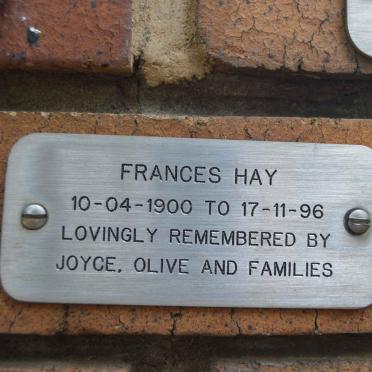 FRANCES HAY
10-04-1900 TO 17-11-96
LOVINGLY REMEMBERED BY
JOYCE, OLIVE AND FAMILIES